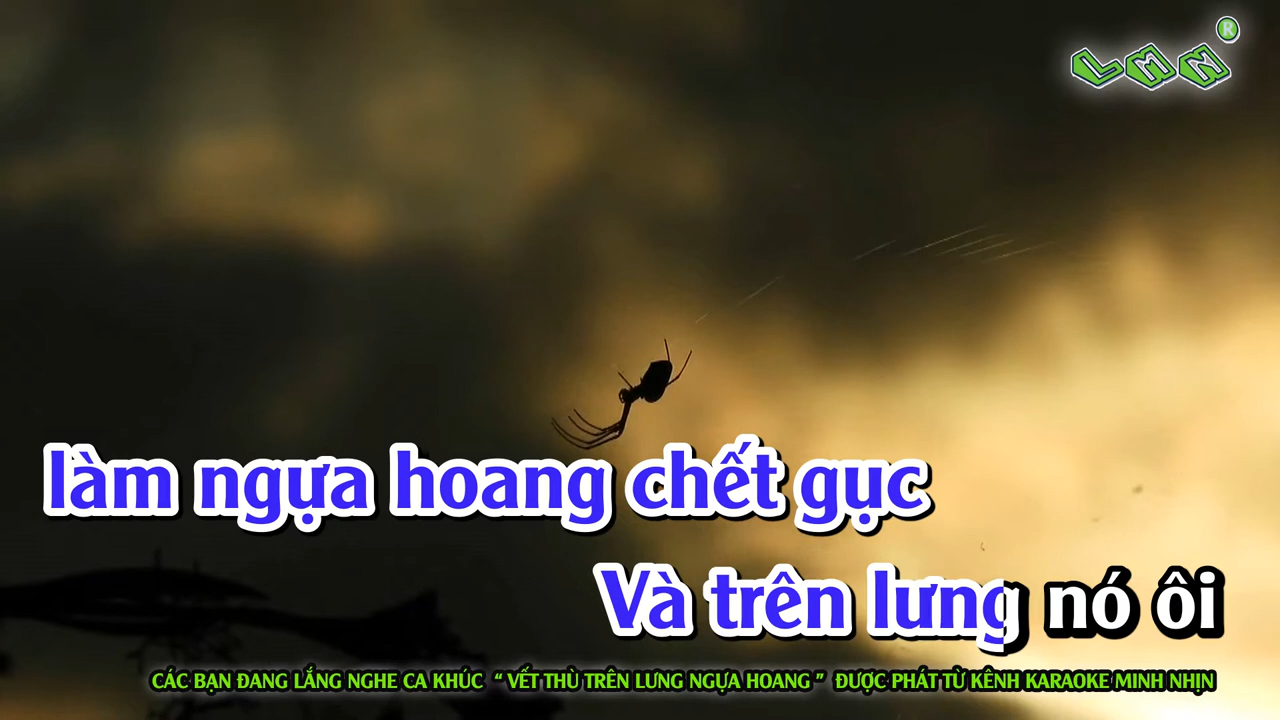 LMN ®
làm ngựa hoang chết gục
Và trên lưng nó ôi
CÁC BẠN ĐANG LẮNG NGHE CA KHÚC “ VẾT THÙ TRÊN LƯNG NGỰA HOANG ” ĐƯỢC PHÁT TỪ KÊNH KARAOKE MINH NHỊN